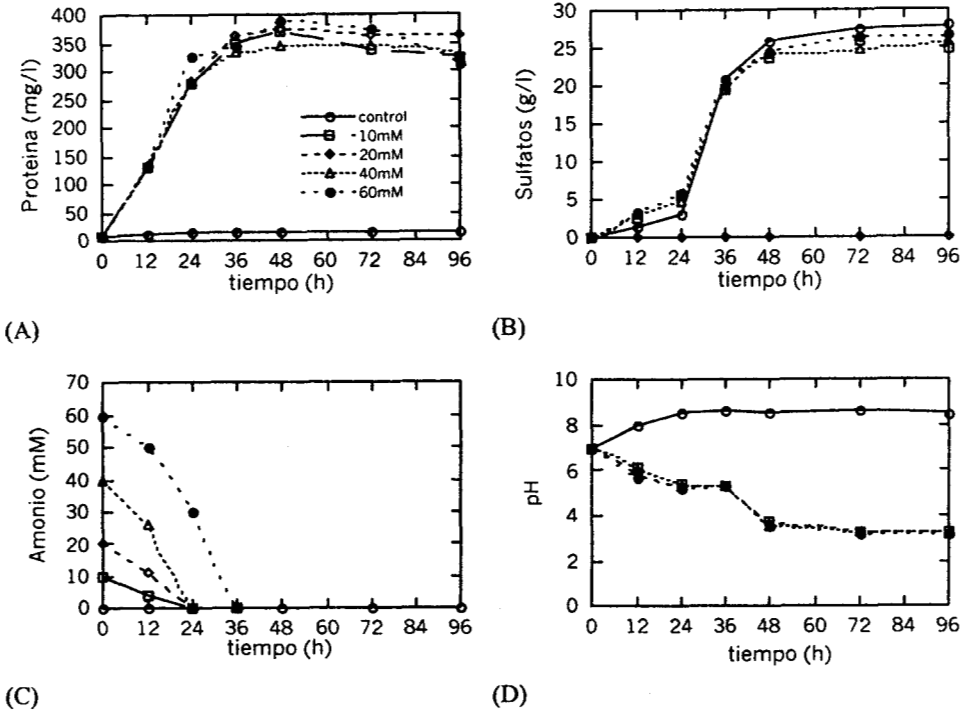 400
350
300
250
200
150
100
50
0
Proteína (mg/l)
control
10mM
20mM
40mM
60mM
0 12 24 36 48 60 72 84 96
tiempo (h)
(A)
30
25
20
15
10
5
0
Sulfatos (g/l)
0 12 24 36 48 60 72 84 96
tiempo (h)
(B)
70
60
50
40
30
20
10
0
Amonio (mM)
0 12 24 36 48 60 72 84 96
tiempo (h)
(C)
10
8
6
4
2
0
pH
0 12 24 36 48 60 72 84 96
tiempo (h)
(D)